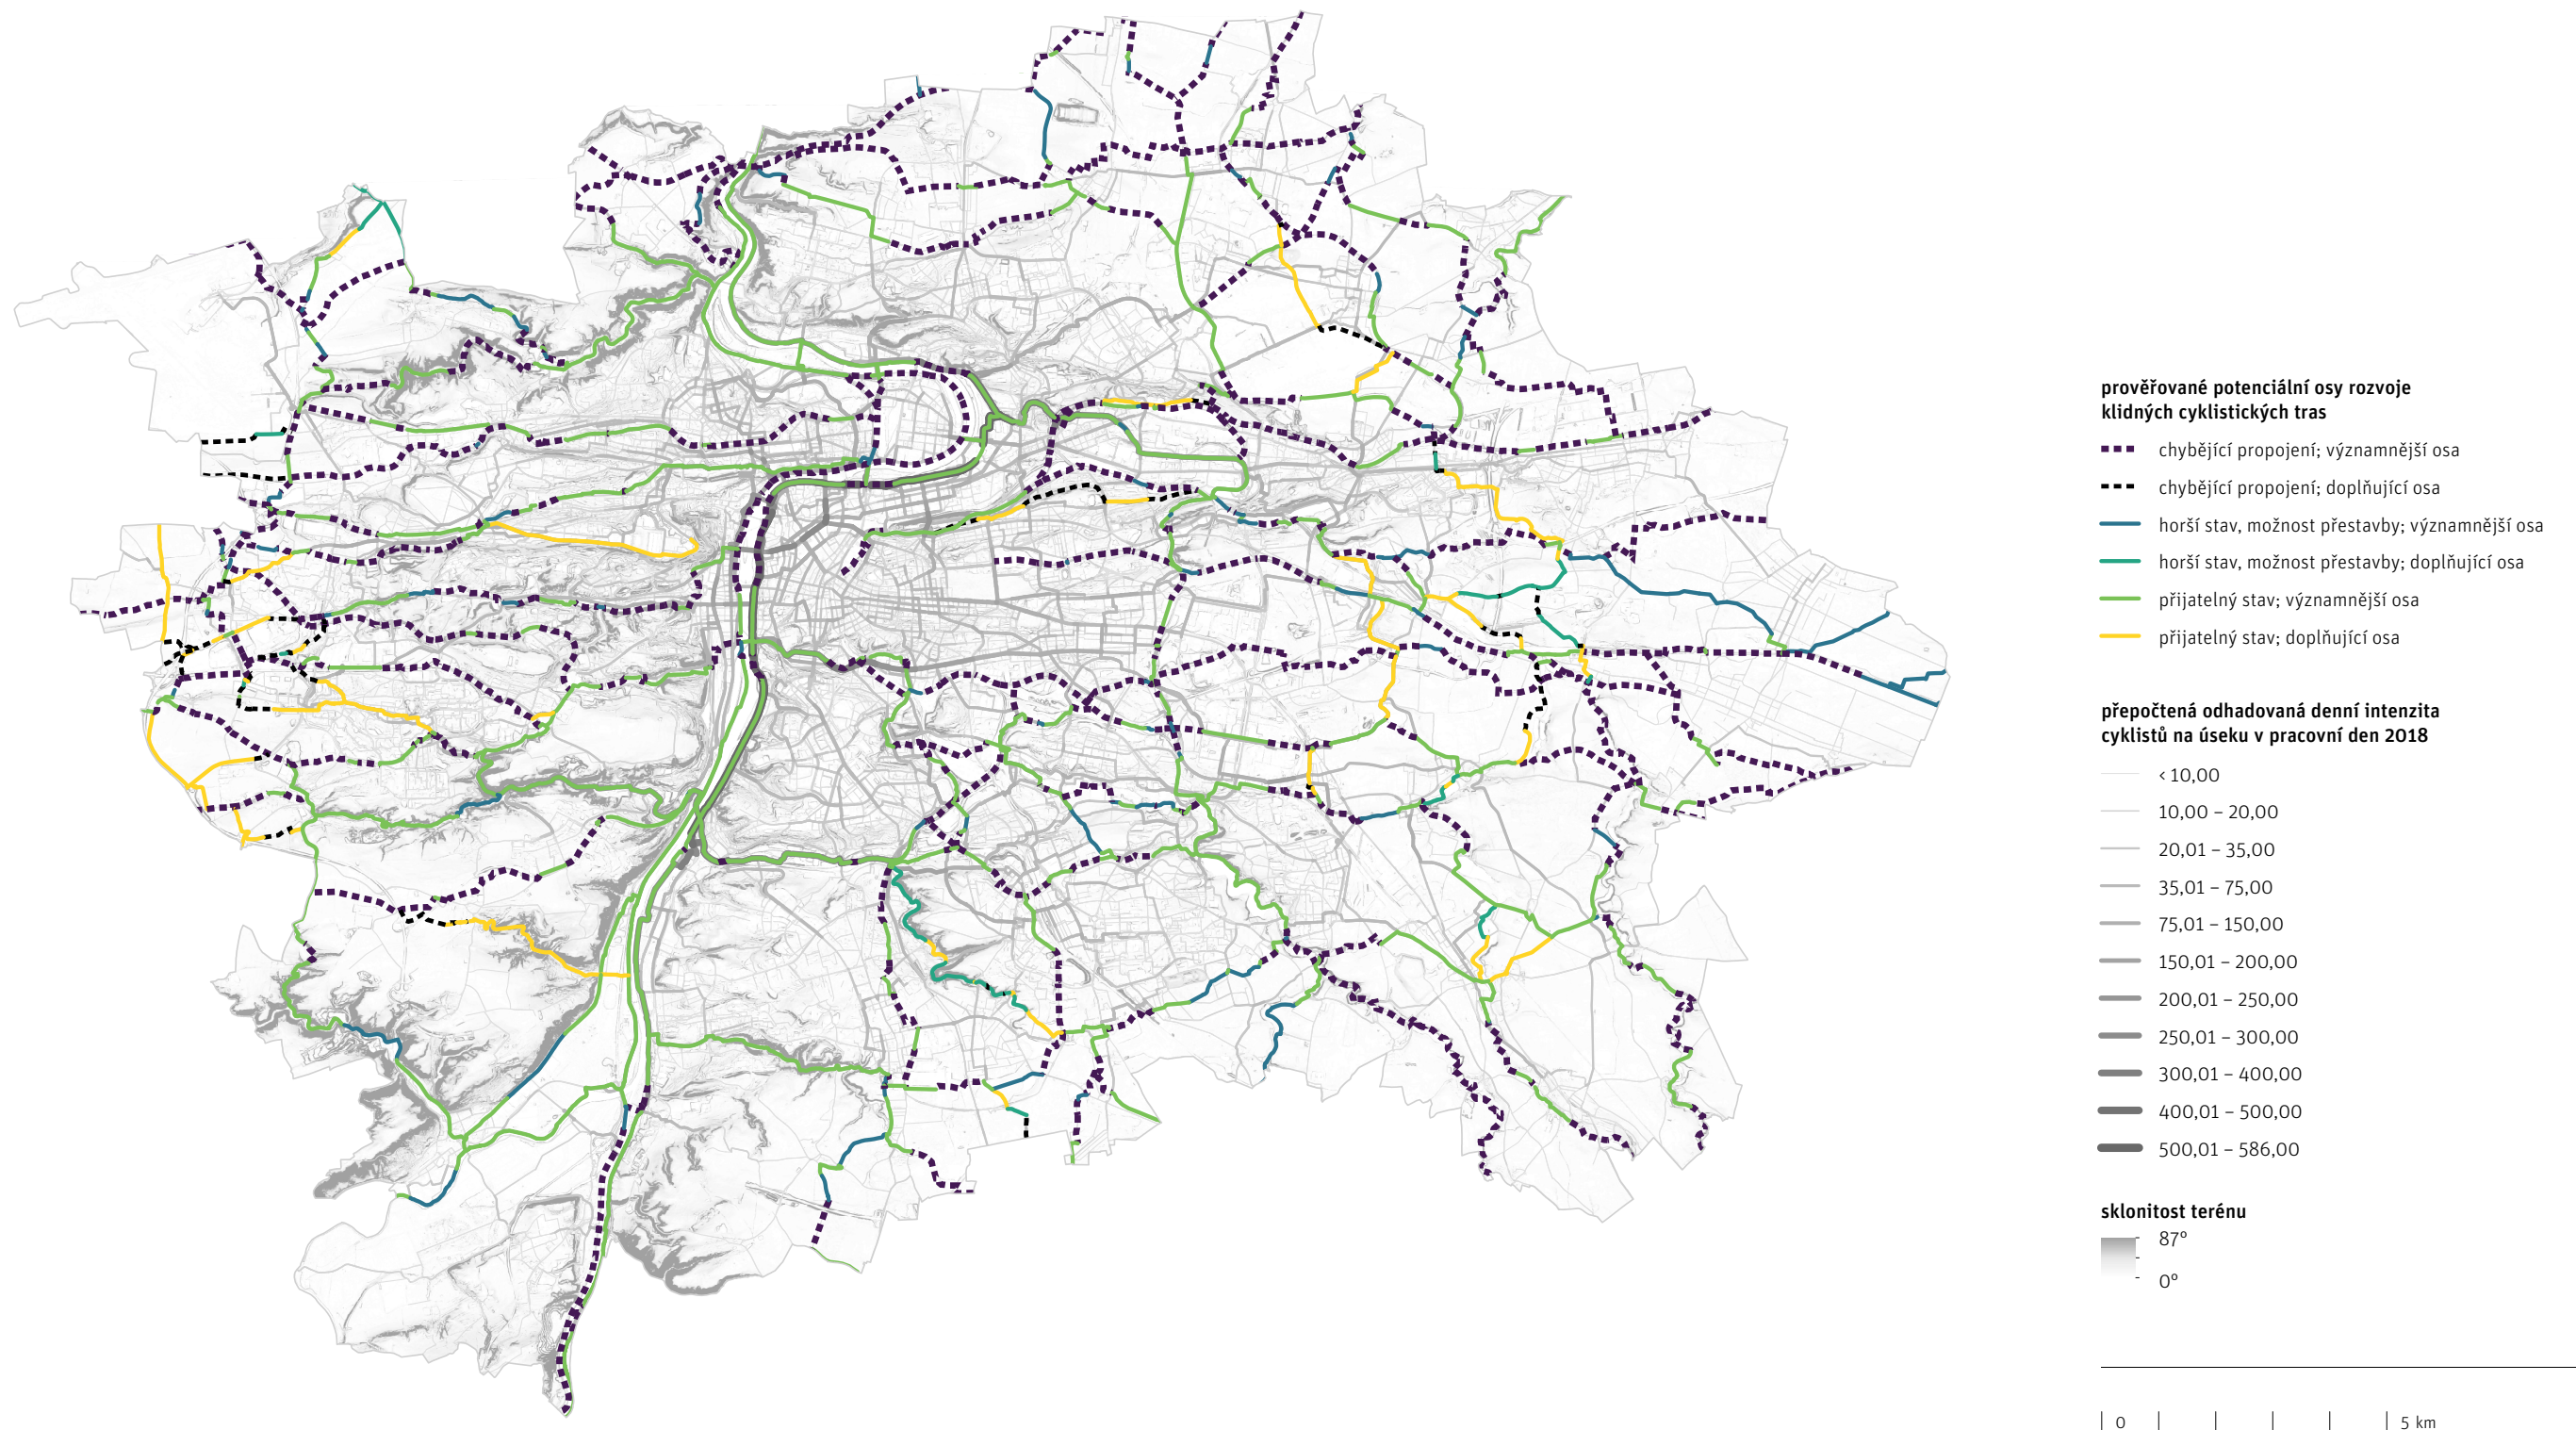 prověřované potenciální osy rozvoje
klidných cyklistických tras
chybějící propojení; významnější osa
chybějící propojení; doplňující osa
horší stav, možnost přestavby; významnější osa
horší stav, možnost přestavby; doplňující osa
přijatelný stav; významnější osa
přijatelný stav; doplňující osa
přepočtená odhadovaná denní intenzita
cyklistů na úseku v pracovní den 2018
< 10,00
10,00 – 20,00
20,01 – 35,00
35,01 – 75,00
75,01 – 150,00
150,01 – 200,00
200,01 – 250,00
250,01 – 300,00
300,01 – 400,00
400,01 – 500,00
500,01 – 586,00
sklonitost terénu
87°
0°
0 5 km